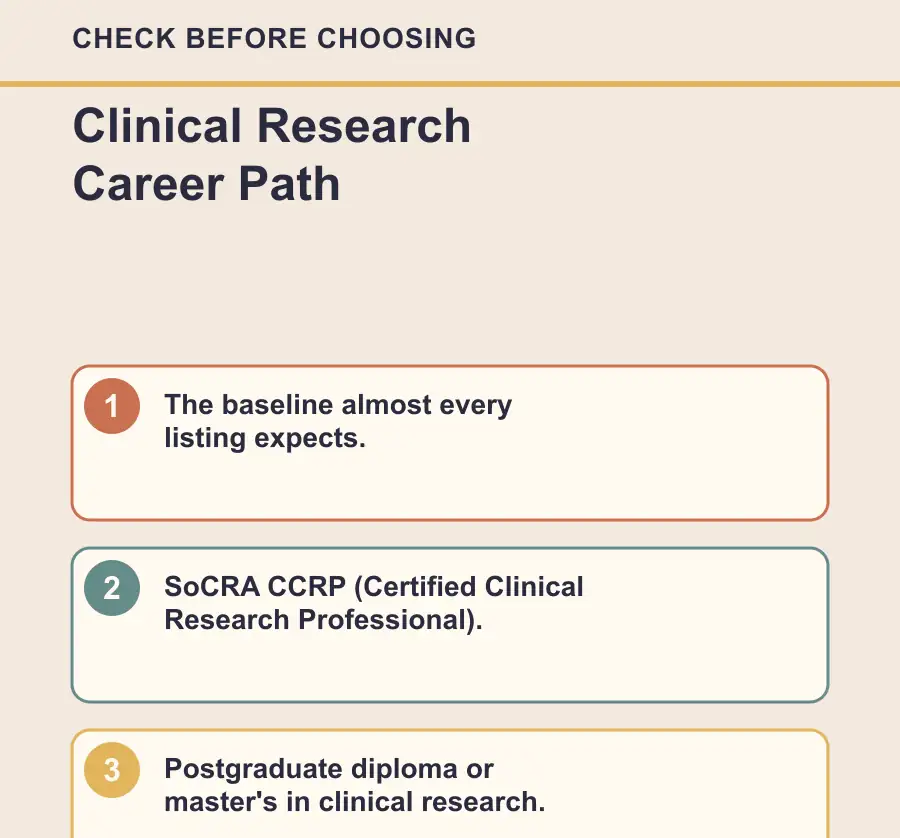 CHECK BEFORE CHOOSING
Clinical Research
Career Path
1
The baseline almost every
listing expects.
2
SoCRA CCRP (Certified Clinical
Research Professional).
3
Postgraduate diploma or
master's in clinical research.